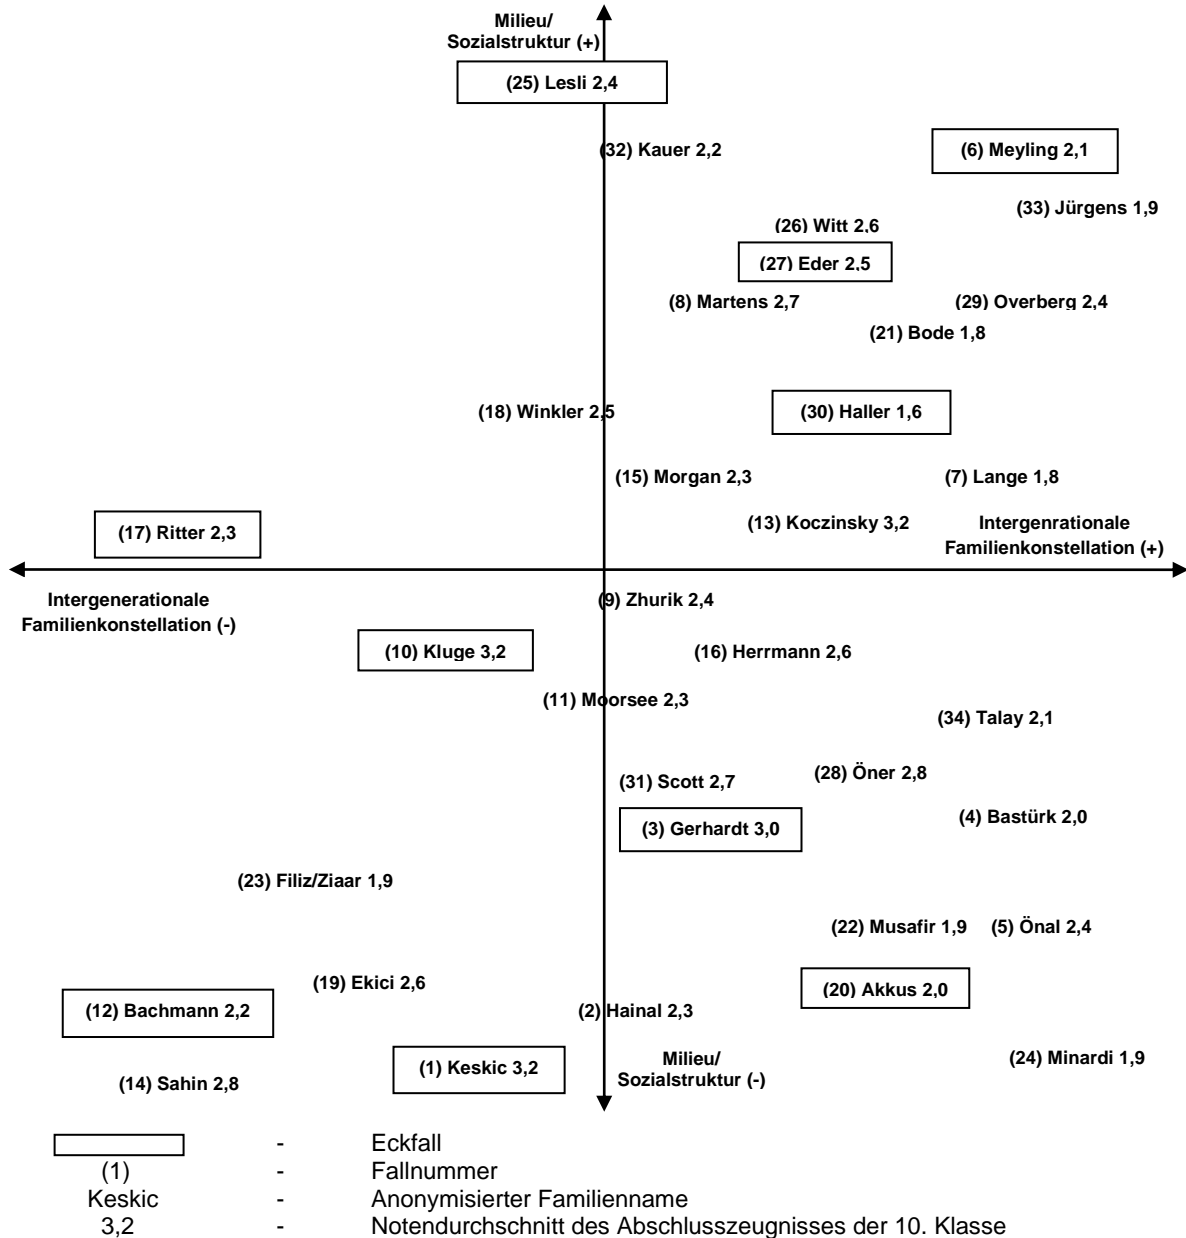 Milieu/
Sozialstruktur (+)
(25) Lesli 2,4
(32) Kauer 2,2
(6) Meyling 2,1
(33) Jürgens 1,9
(26) Witt 2,6
(27) Eder 2,5
(8) Martens 2,7
(29) Overberg 2,4
(21) Bode 1,8
(18) Winkler 2,5
(30) Haller 1,6
(15) Morgan 2,3
(7) Lange 1,8
(13) Koczinsky 3,2
Intergenrationale
Familienkonstellation (+)
(17) Ritter 2,3
Intergenerationale
Familienkonstellation (-)
(9) Zhurik 2,4
(10) Kluge 3,2
(16) Herrmann 2,6
(11) Moorsee 2,3
(34) Talay 2,1
(31) Scott 2,7
(28) Öner 2,8
(3) Gerhardt 3,0
(4) Bastürk 2,0
(23) Filiz/Ziaar 1,9
(22) Musafir 1,9
(5) Önal 2,4
(19) Ekici 2,6
(20) Akkus 2,0
(12) Bachmann 2,2
(2) Hainal 2,3
(1) Keskic 3,2
Milieu/
Sozialstruktur (-)
(24) Minardi 1,9
(14) Sahin 2,8
- Eckfall
(1) - Fallnummer
Keskic - Anonymisierter Familienname
3,2 - Notendurchschnitt des Abschlusszeugnisses der 10. Klasse